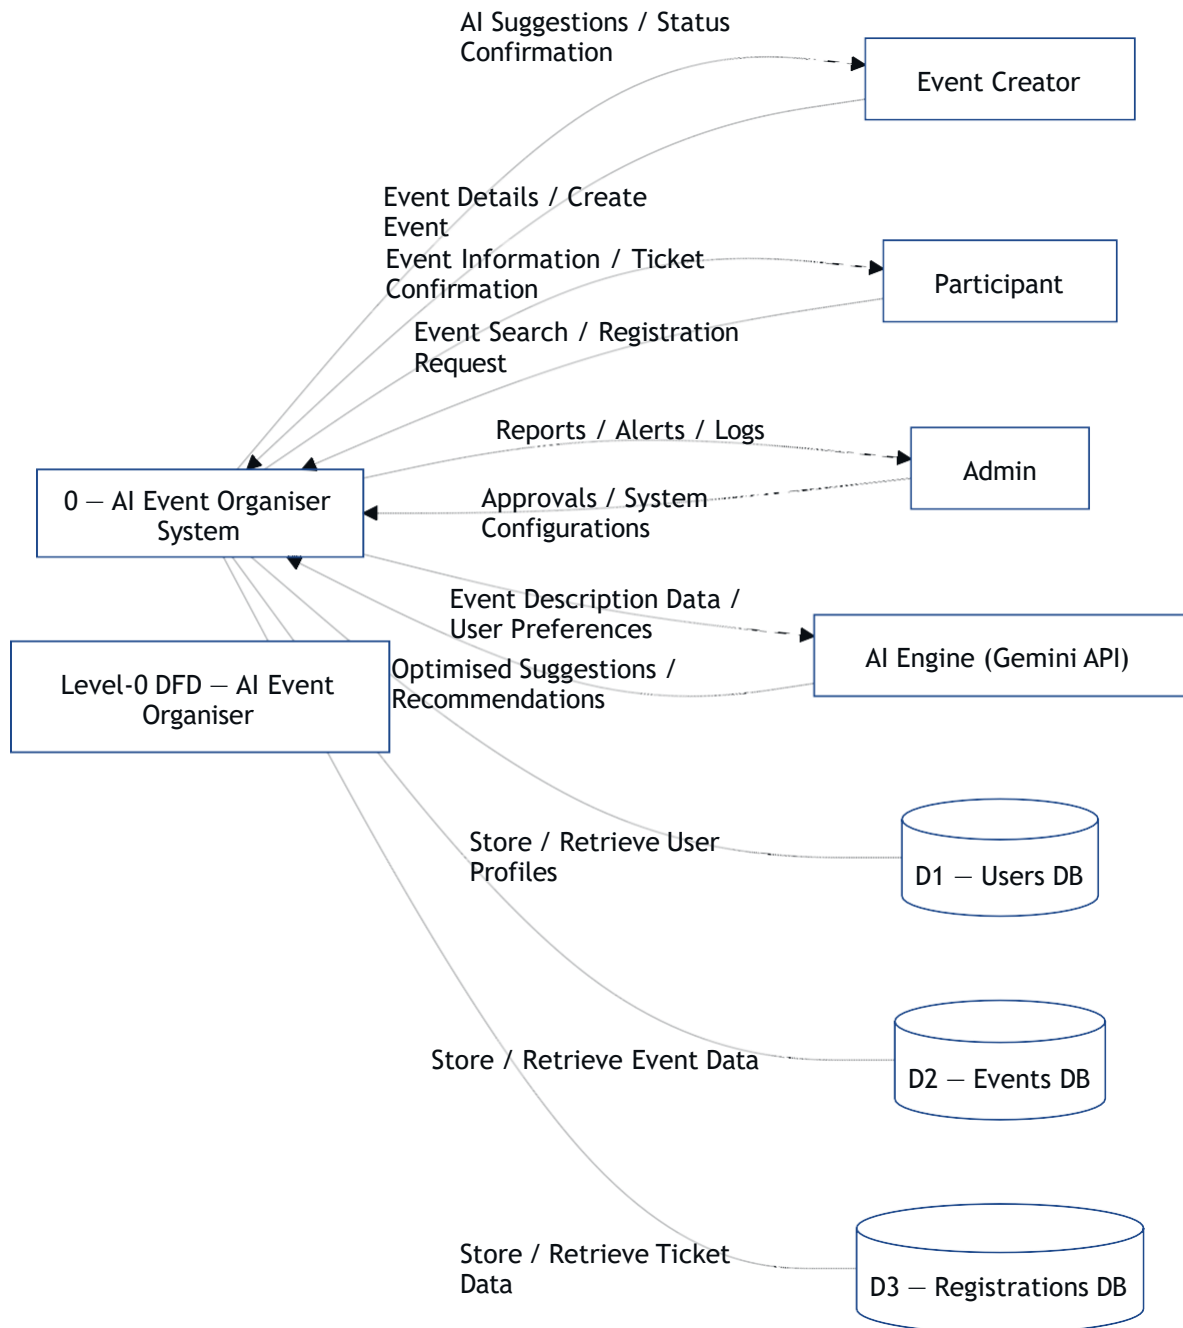 AI Suggestions / Status
Confirmation
Event Creator
Event Details / Create
Event
Event Information / Ticket
Confirmation
Participant
Event Search / Registration
Request
Reports / Alerts / Logs
Admin
0 — AI Event Organiser
System
Approvals / System
Configurations
Event Description Data /
User Preferences
AI Engine (Gemini API)
Level-0 DFD — AI Event
Organiser
Optimised Suggestions /
Recommendations
Store / Retrieve User
Profiles
D1 — Users DB
Store / Retrieve Event Data
D2 — Events DB
Store / Retrieve Ticket
Data
D3 — Registrations DB